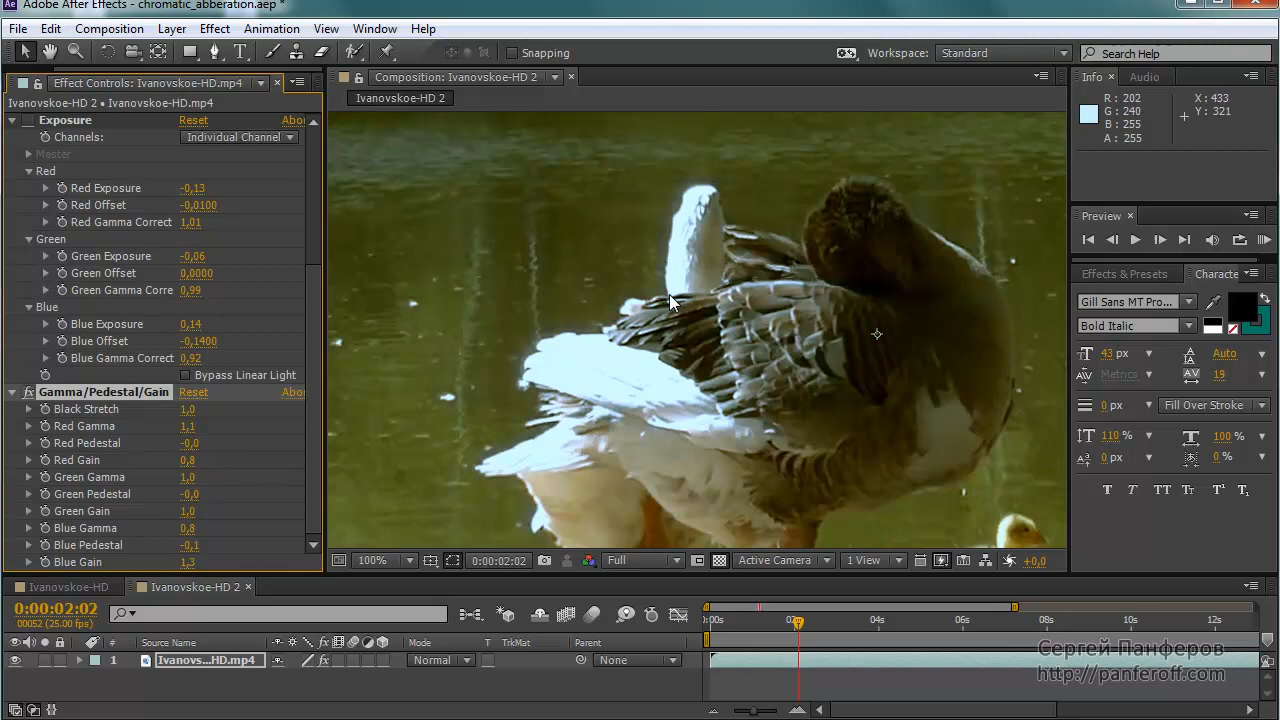 Adobe After Effects - chromatic_abberation.aep *
File Edit Composition Layer Effect Animation View Window Help
Snapping Workspace: Standard Search Help
Effect Controls: Ivanovskoe-HD.mp4
Ivanovskoe-HD 2 • Ivanovskoe-HD.mp4
Exposure Reset Abou
Channels: Individual Channel
Master
Red
Red Exposure -0,13
Red Offset -0,0100
Red Gamma Correct 1,01
Green
Green Exposure -0,06
Green Offset 0,0000
Green Gamma Corre 0,99
Blue
Blue Exposure 0,14
Blue Offset -0,1400
Blue Gamma Correct 0,92
Bypass Linear Light
Gamma/Pedestal/Gain Reset Abou
Black Stretch 1,0
Red Gamma 1,1
Red Pedestal -0,0
Red Gain 0,8
Green Gamma 1,0
Green Pedestal -0,0
Green Gain 1,0
Blue Gamma 0,8
Blue Pedestal -0,1
Blue Gain 1,3
Composition: Ivanovskoe-HD 2
Ivanovskoe-HD 2
100% 0:00:02:02 Full Active Camera 1 View +0,0
Info Audio
R : 202 X : 433
G : 240 Y : 321
B : 255
A : 255
Preview
Effects & Presets Characte
Gill Sans MT Pro...
Bold Italic
43 px Auto
Metrics 19
0 px Fill Over Stroke
110 % 100 %
0 px 0 %
T T TT Tt T¹ T₁
Ivanovskoe-HD Ivanovskoe-HD 2
0:00:02:02
00052 (25.00 fps)
# Source Name Mode T TrkMat Parent
1 Ivanovs...HD.mp4 Normal None
0:00s 02s 04s 06s 08s 10s 12s
Сергей Панферов
http://panferoff.com